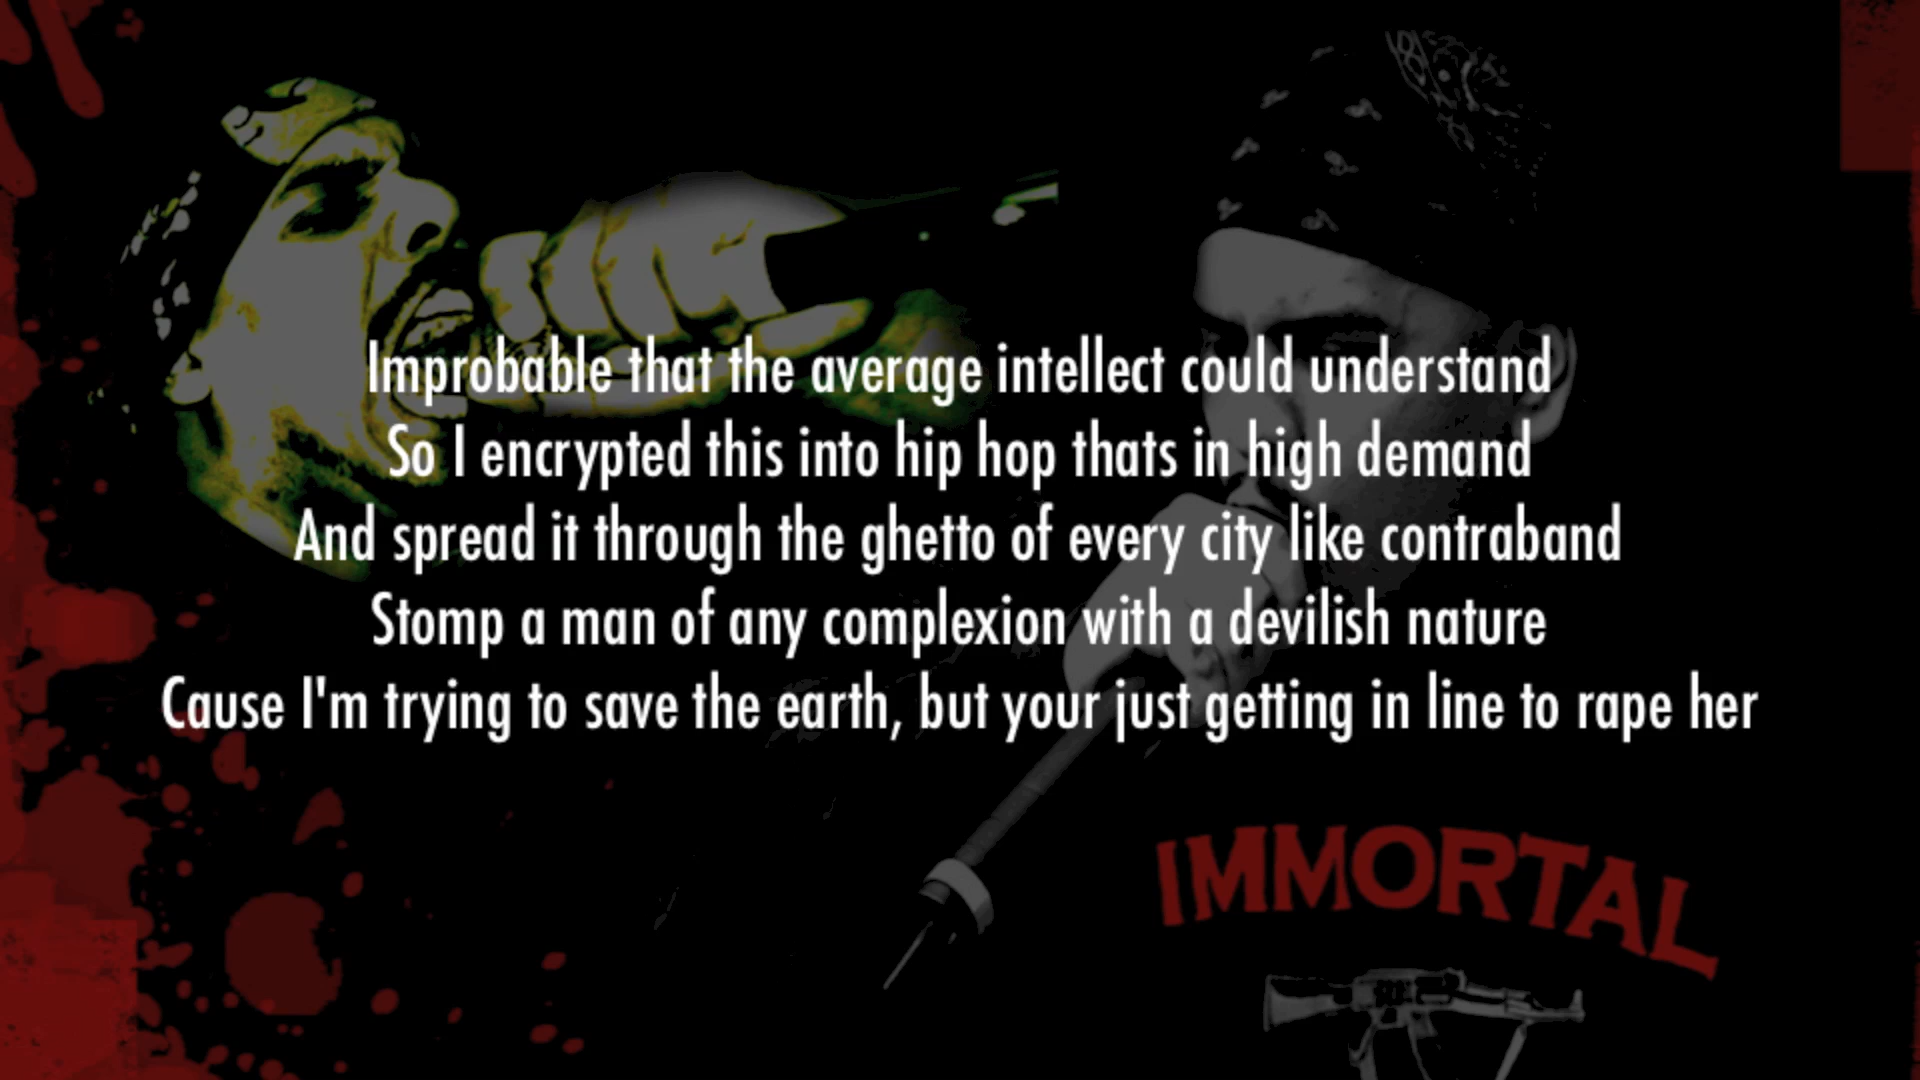 Improbable that the average intellect could understand
So I encrypted this into hip hop thats in high demand
And spread it through the ghetto of every city like contraband
Stomp a man of any complexion with a devilish nature
Cause I'm trying to save the earth, but your just getting in line to rape her
IMMORTAL